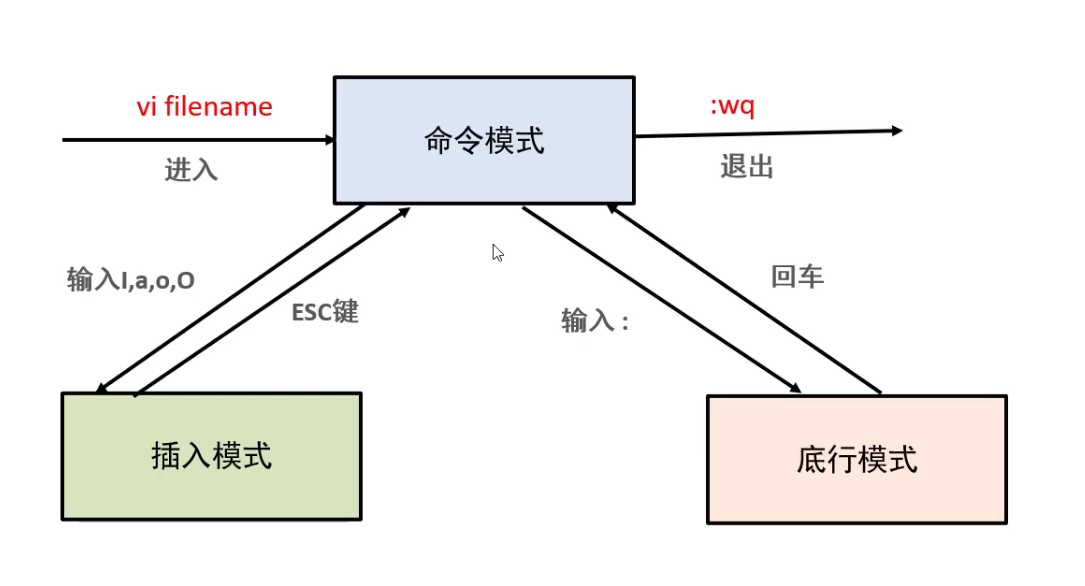 vi filename
进入
命令模式
:wq
退出
输入I,a,o,O
ESC键
输入 :
回车
插入模式
底行模式